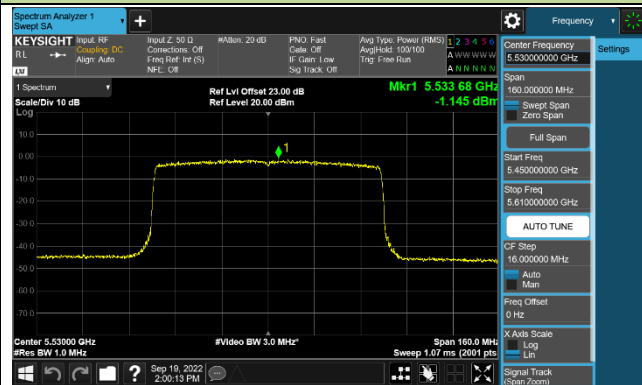 Spectrum Analyzer 1
Swept SA
Frequency
KEYSIGHT
RL
LXI
Input: RF
Coupling: DC
Align: Auto
Input Z: 50 Ω
Corrections: Off
Freq Ref: Int (S)
NFE: Off
#Atten: 20 dB
PNO: Fast
Gate: Off
IF Gain: Low
Sig Track: Off
Avg Type: Power (RMS)
Avg|Hold: 100/100
Trig: Free Run
1 2 3 4 5 6
A W W W W W
A N N N N N
1 Spectrum
Scale/Div 10 dB
Ref Lvl Offset 23.00 dB
Ref Level 20.00 dBm
Mkr1 5.533 68 GHz
-1.145 dBm
Log
10.0
0.00
-10.0
-20.0
-30.0
-40.0
-50.0
-60.0
-70.0
1
Center 5.53000 GHz
#Res BW 1.0 MHz
#Video BW 3.0 MHz*
Span 160.0 MHz
Sweep 1.07 ms (2001 pts)
Sep 19, 2022
2:00:13 PM
Center Frequency
5.530000000 GHz
Settings
Span
160.000000 MHz
Swept Span
Zero Span
Full Span
Start Freq
5.450000000 GHz
Stop Freq
5.610000000 GHz
AUTO TUNE
CF Step
16.000000 MHz
Auto
Man
Freq Offset
0 Hz
X Axis Scale
Log
Lin
Signal Track
(Span Zoom)